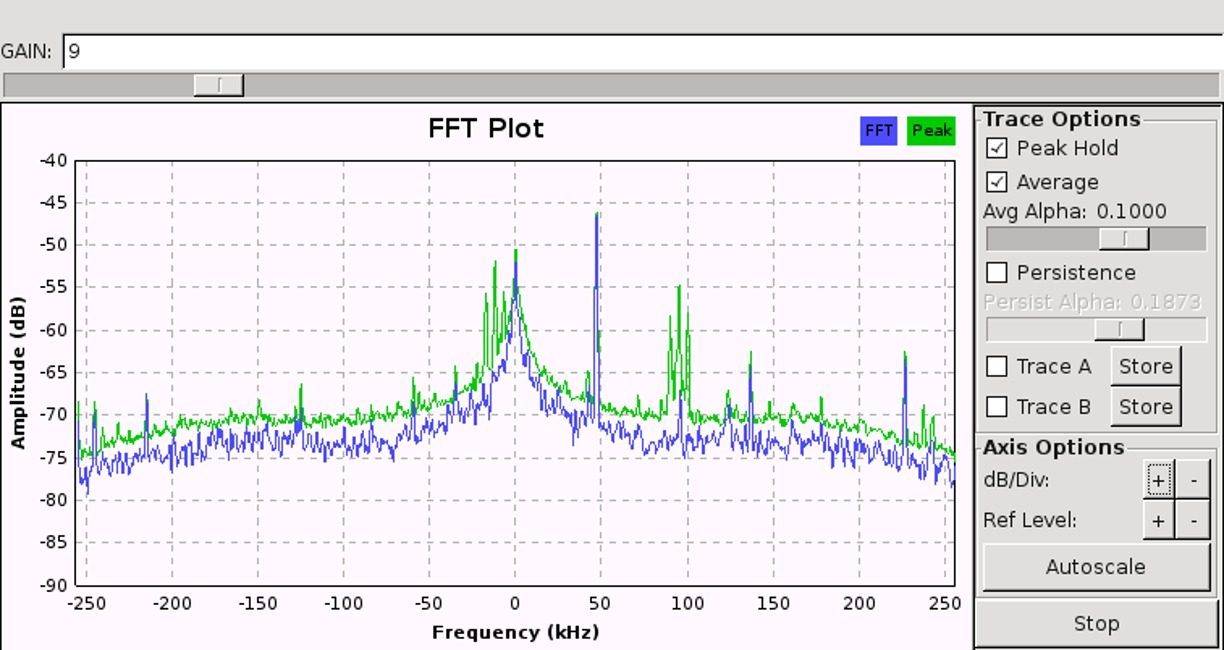 GAIN: 9
FFT Plot
FFT Peak
Amplitude (dB)
-40
-45
-50
-55
-60
-65
-70
-75
-80
-85
-90
-250 -200 -150 -100 -50 0 50 100 150 200 250
Frequency (kHz)
Trace Options
Peak Hold
Average
Avg Alpha: 0.1000
Persistence
Persist Alpha: 0.1873
Trace A Store
Trace B Store
Axis Options
dB/Div: + -
Ref Level: + -
Autoscale
Stop